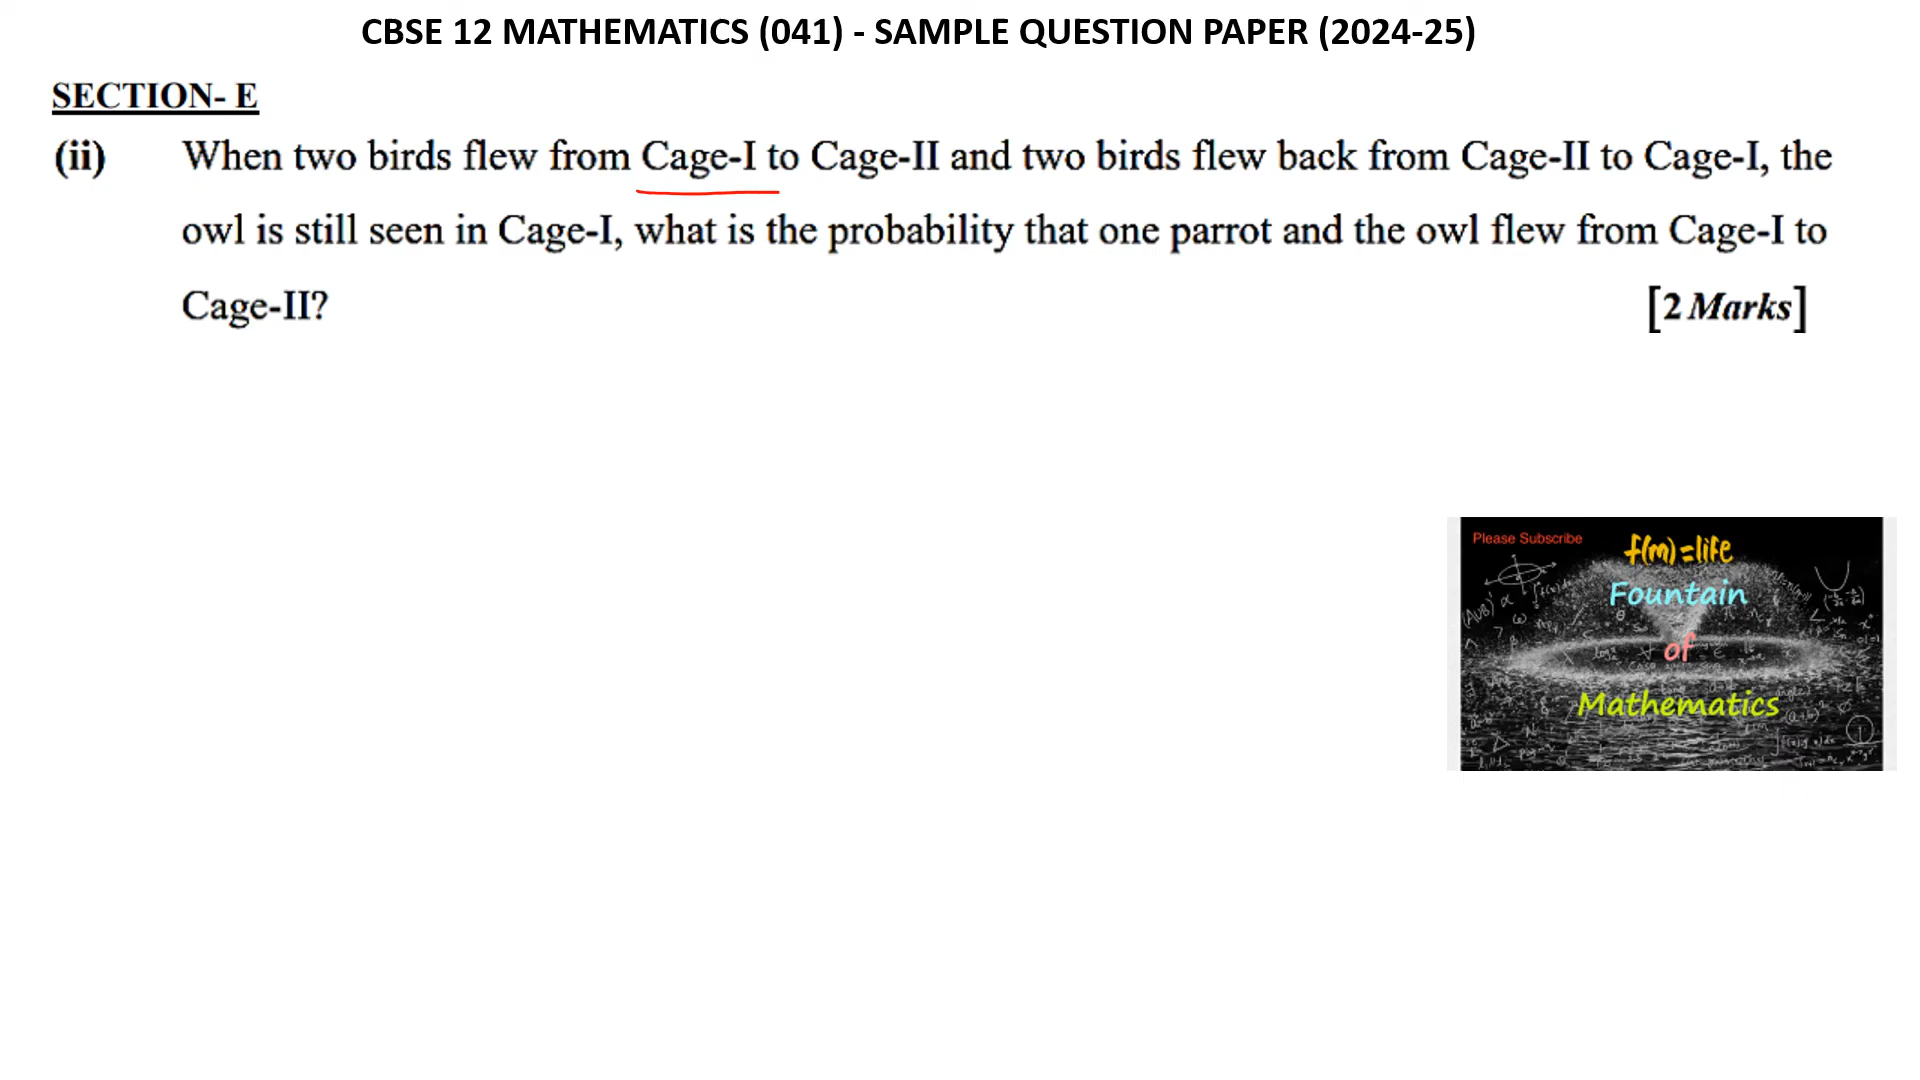 CBSE 12 MATHEMATICS (041) - SAMPLE QUESTION PAPER (2024-25)
SECTION- E
(ii) When two birds flew from Cage-I to Cage-II and two birds flew back from Cage-II to Cage-I, the
owl is still seen in Cage-I, what is the probability that one parrot and the owl flew from Cage-I to
Cage-II? [2 Marks]
Please Subscribe
f(m)=life
Fountain
of
Mathematics